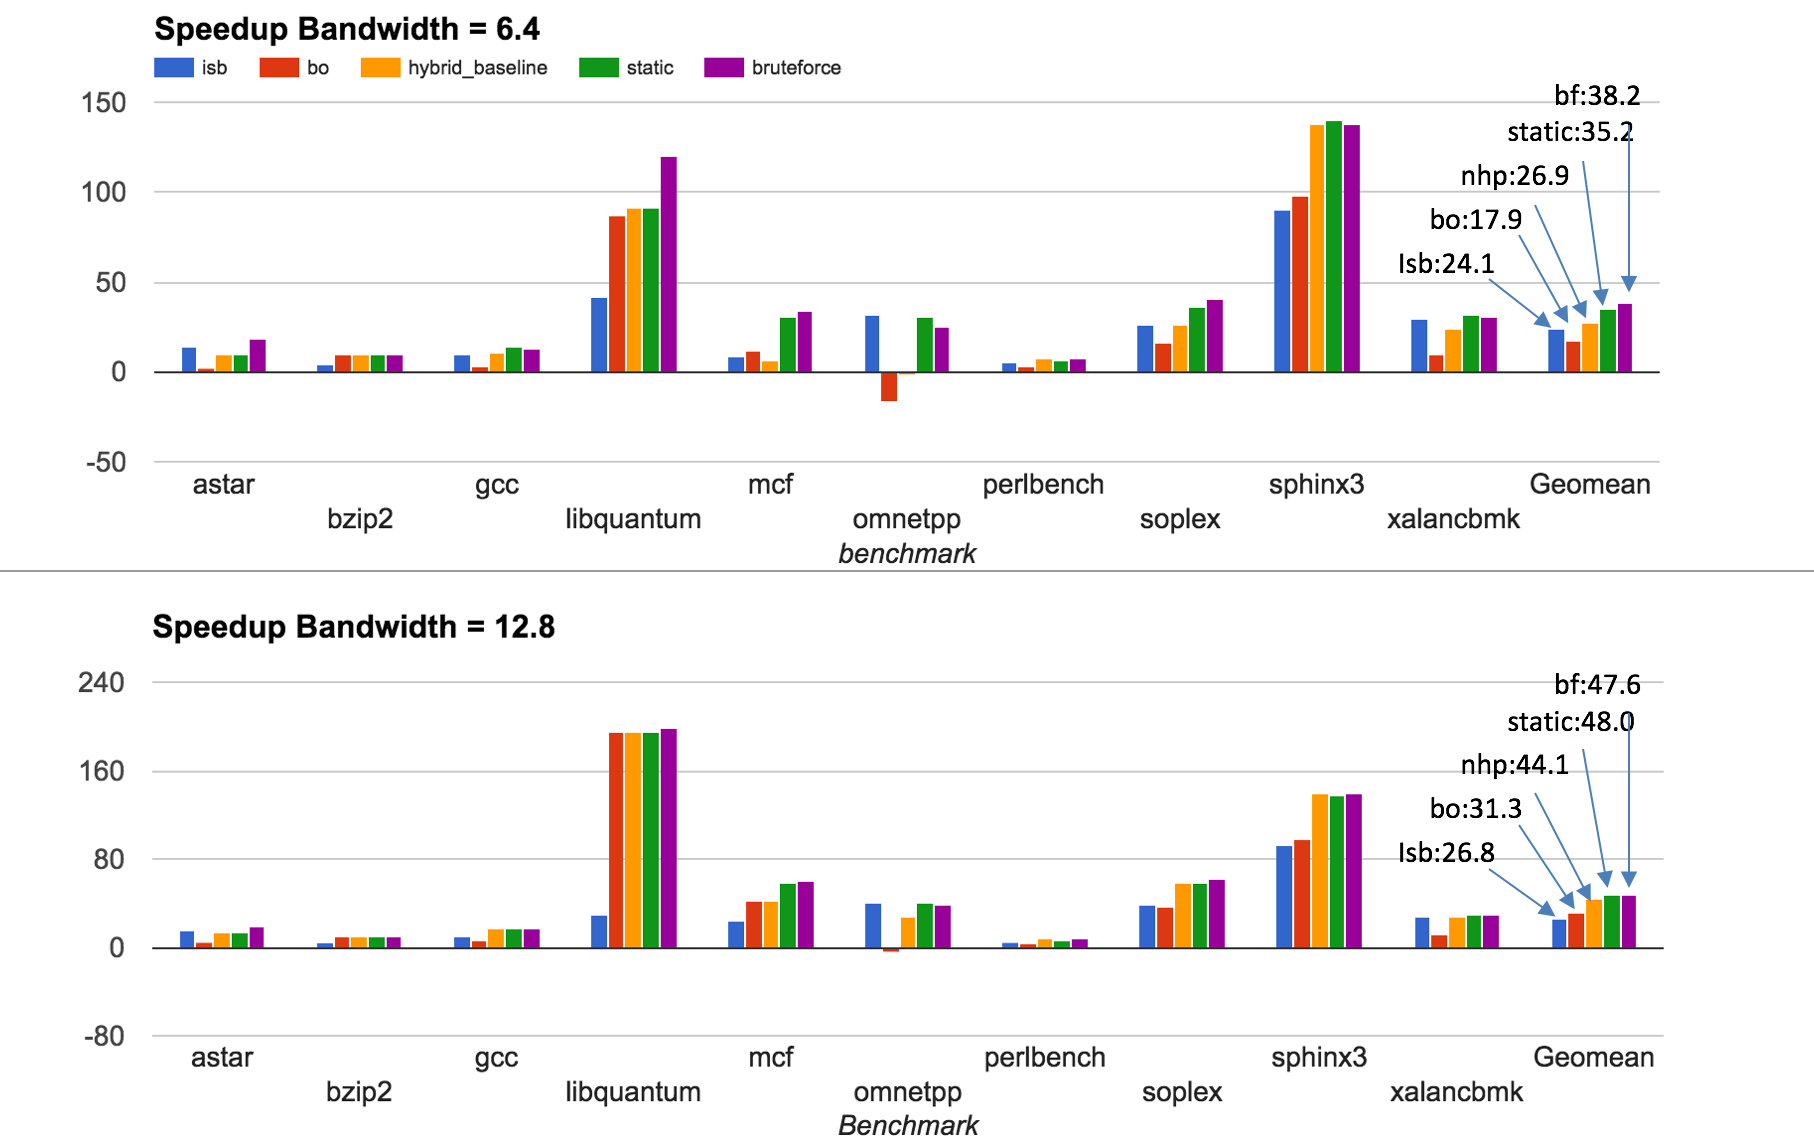 Speedup Bandwidth = 6.4
isb bo hybrid_baseline static bruteforce
150
100
50
0
-50
bf:38.2
static:35.2
nhp:26.9
bo:17.9
Isb:24.1
astar gcc mcf perlbench sphinx3 Geomean
bzip2 libquantum omnetpp soplex xalancbmk
benchmark
Speedup Bandwidth = 12.8
240
160
80
0
-80
bf:47.6
static:48.0
nhp:44.1
bo:31.3
Isb:26.8
astar gcc mcf perlbench sphinx3 Geomean
bzip2 libquantum omnetpp soplex xalancbmk
Benchmark